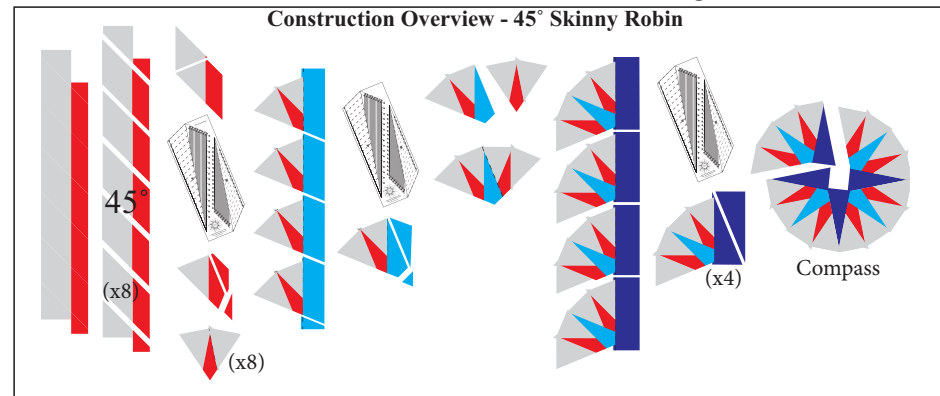 Construction Overview - 45˚ Skinny Robin
45˚
(x8)
(x8)
(x4)
Compass